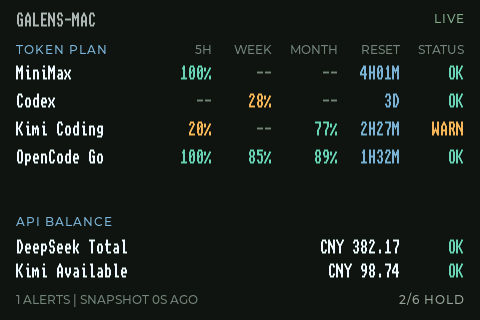 GALENS-MAC LIVE
TOKEN PLAN 5H WEEK MONTH RESET STATUS
MiniMax 100% -- -- 4H01M OK
Codex -- 28% -- 3D OK
Kimi Coding 20% -- 77% 2H27M WARN
OpenCode Go 100% 85% 89% 1H32M OK
API BALANCE
DeepSeek Total CNY 382.17 OK
Kimi Available CNY 98.74 OK
1 ALERTS | SNAPSHOT 0S AGO 2/6 HOLD